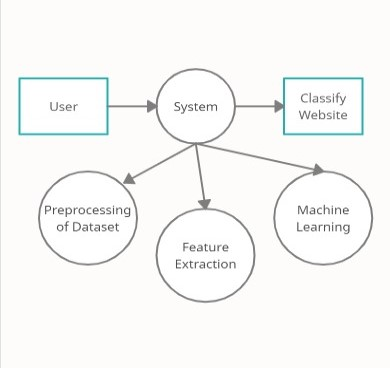 User
System
Classify
Website
Preprocessing
of Dataset
Feature
Extraction
Machine
Learning